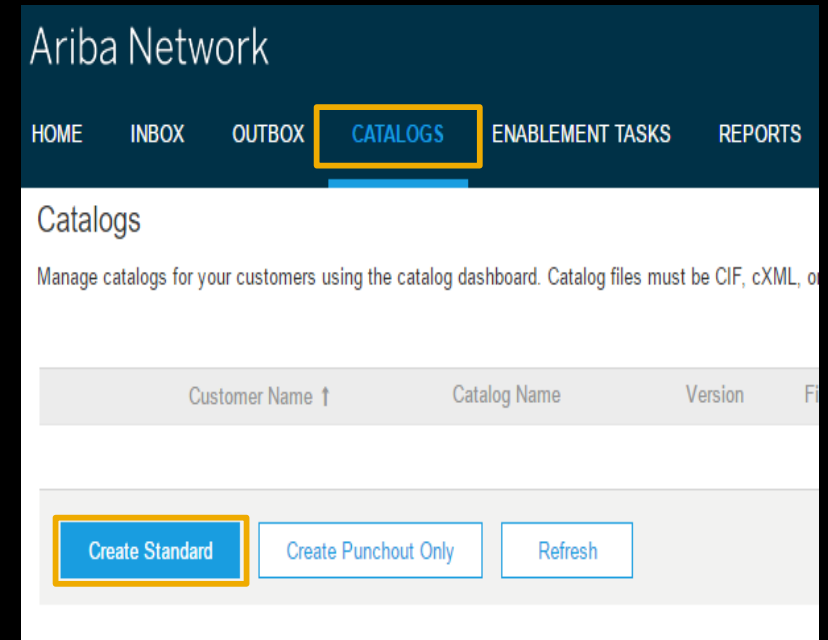 Ariba Network
HOME INBOX OUTBOX CATALOGS ENABLEMENT TASKS REPORTS
Catalogs
Manage catalogs for your customers using the catalog dashboard. Catalog files must be CIF, cXML,
Customer Name ↑ Catalog Name Version
Create Standard Create Punchout Only Refresh